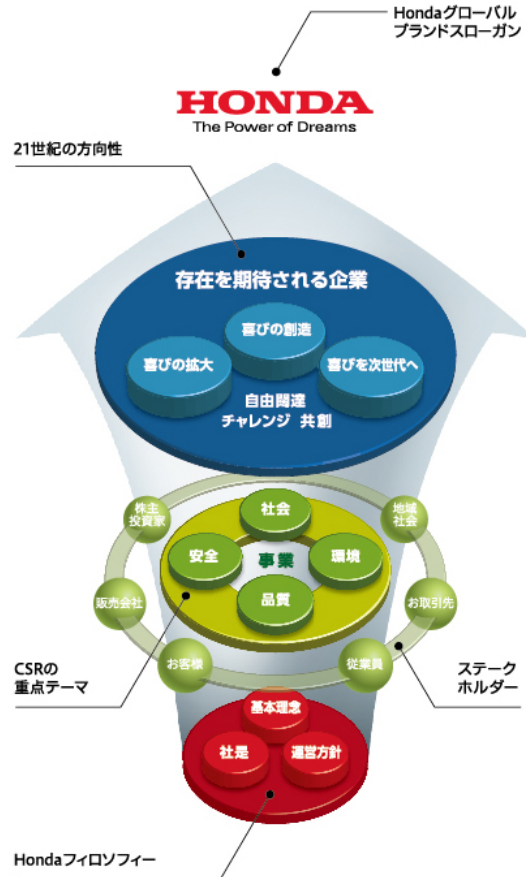 Hondaグローバル
ブランドスローガン
HONDA
The Power of Dreams
21世紀の方向性
存在を期待される企業
喜びの創造
喜びの拡大
喜びを次世代へ
自由闊達
チャレンジ 共創
株主
投資家
社会
地域
社会
安全
事業
環境
販売会社
品質
お取引先
お客様
従業員
CSRの
重点テーマ
ステーク
ホルダー
基本理念
社是
運営方針
Hondaフィロソフィー